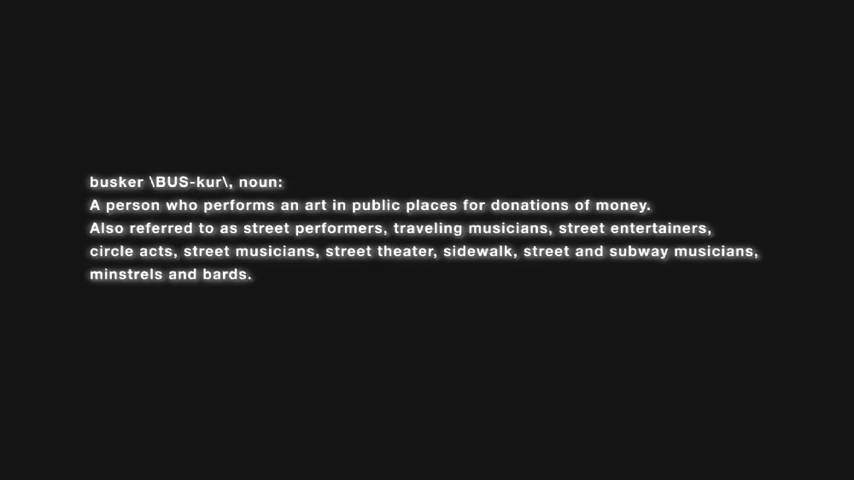 busker \BUS-kur\, noun:
A person who performs an art in public places for donations of money.
Also referred to as street performers, traveling musicians, street entertainers,
circle acts, street musicians, street theater, sidewalk, street and subway musicians,
minstrels and bards.